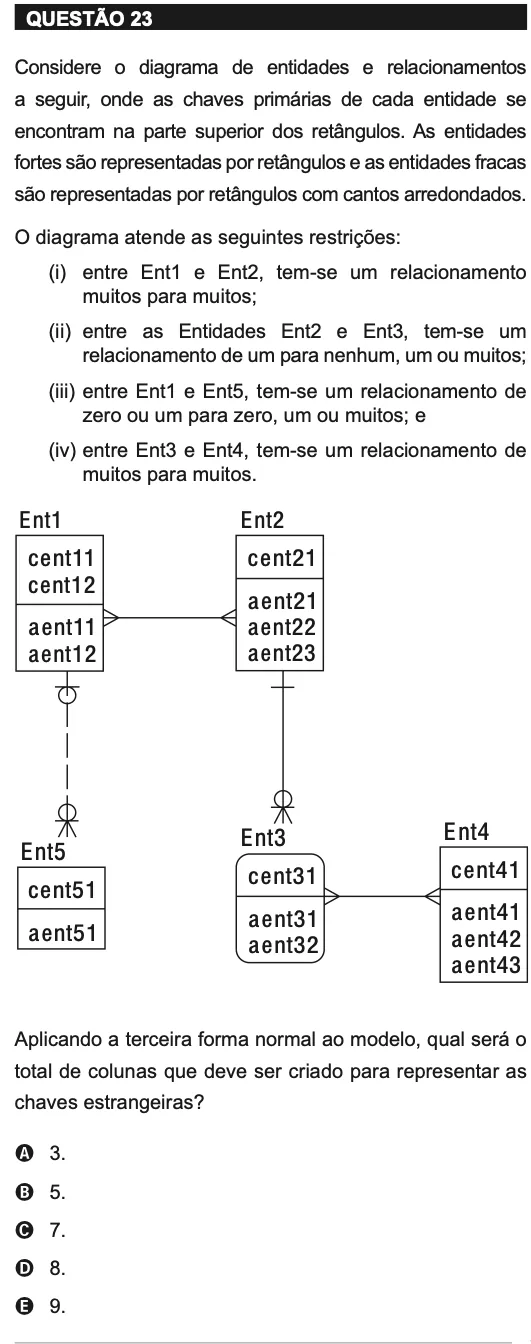 QUESTÃO 23
Considere o diagrama de entidades e relacionamentos
a seguir, onde as chaves primárias de cada entidade se
encontram na parte superior dos retângulos. As entidades
fortes são representadas por retângulos e as entidades fracas
são representadas por retângulos com cantos arredondados.
O diagrama atende as seguintes restrições:
(i) entre Ent1 e Ent2, tem-se um relacionamento
muitos para muitos;
(ii) entre as Entidades Ent2 e Ent3, tem-se um
relacionamento de um para nenhum, um ou muitos;
(iii) entre Ent1 e Ent5, tem-se um relacionamento de
zero ou um para zero, um ou muitos; e
(iv) entre Ent3 e Ent4, tem-se um relacionamento de
muitos para muitos.
Ent1
cent11
cent12
aent11
aent12
Ent2
cent21
aent21
aent22
aent23
Ent5
cent51
aent51
Ent3
cent31
aent31
aent32
Ent4
cent41
aent41
aent42
aent43
Aplicando a terceira forma normal ao modelo, qual será o
total de colunas que deve ser criado para representar as
chaves estrangeiras?
A 3.
B 5.
C 7.
D 8.
E 9.